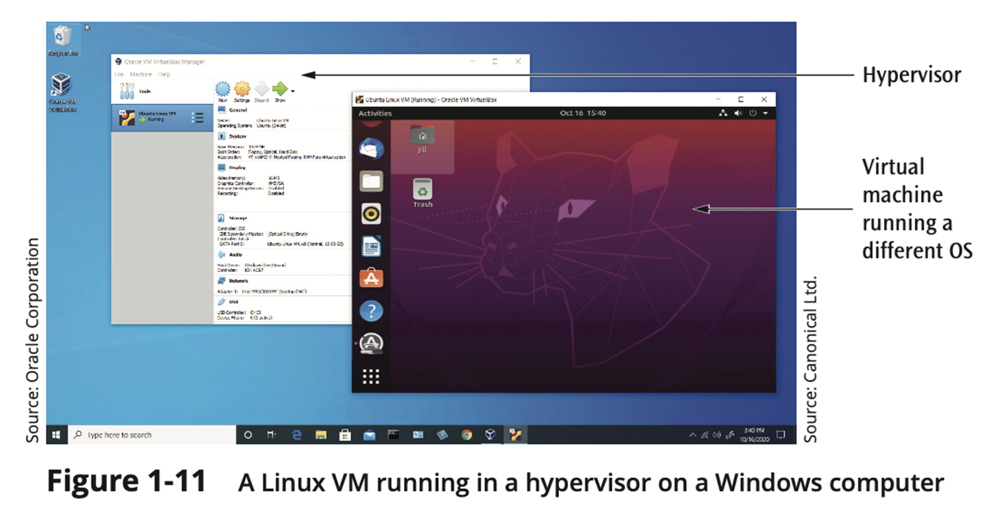 Recycle Bin
Oracle VM
VirtualBox
Oracle VM VirtualBox Manager
File Machine Help
Tools
New Settings Discard Show
Ubuntu Linux VM
Running
General
Name: Ubuntu Linux VM
Operating System: Ubuntu (64-bit)
System
Base Memory: 1024 MB
Boot Order: Floppy, Optical, Hard Disk
Acceleration: VT-x/AMD-V, Nested Paging, KVM Paravirtualization
Display
Video Memory: 16 MB
Graphics Controller: VMSVGA
Remote Desktop Server: Disabled
Recording: Disabled
Storage
Controller: IDE
IDE Secondary Master: [Optical Drive] Empty
Controller: SATA
SATA Port 0: Ubuntu Linux VM.vdi (Normal,
Audio
Host Driver: Windows DirectSound
Controller: ICH AC97
Network
Adapter 1: Intel PRO/1000 MT Desktop (NAT)
USB
USB Controller: OHCI
Device Filters: 0 (0 active)
Ubuntu Linux VM [Running] - Oracle VM VirtualBox
Activities
Oct 16 15:40
jill
Trash
Type here to search
3:40 PM
10/16/2020
Hypervisor
Virtual
machine
running a
different OS
Source: Oracle Corporation
Source: Canonical Ltd.
Figure 1-11 A Linux VM running in a hypervisor on a Windows computer